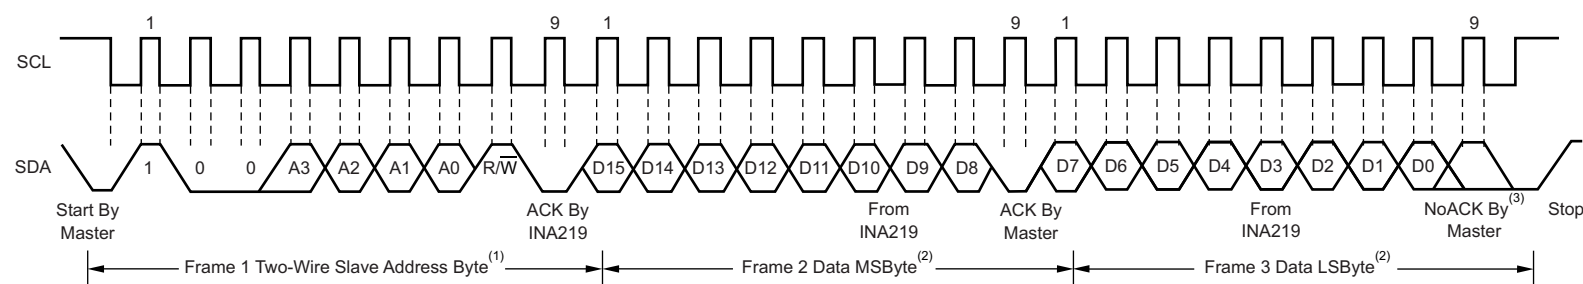 1 9 1 9 1 9
SCL
SDA 1 0 0 A3 A2 A1 A0 R/W̅ D15 D14 D13 D12 D11 D10 D9 D8 D7 D6 D5 D4 D3 D2 D1 D0
Start By
Master
ACK By
INA219
From
INA219
ACK By
Master
From
INA219
NoACK By(3)
Master
Stop
Frame 1 Two-Wire Slave Address Byte(1)
Frame 2 Data MSByte(2)
Frame 3 Data LSByte(2)